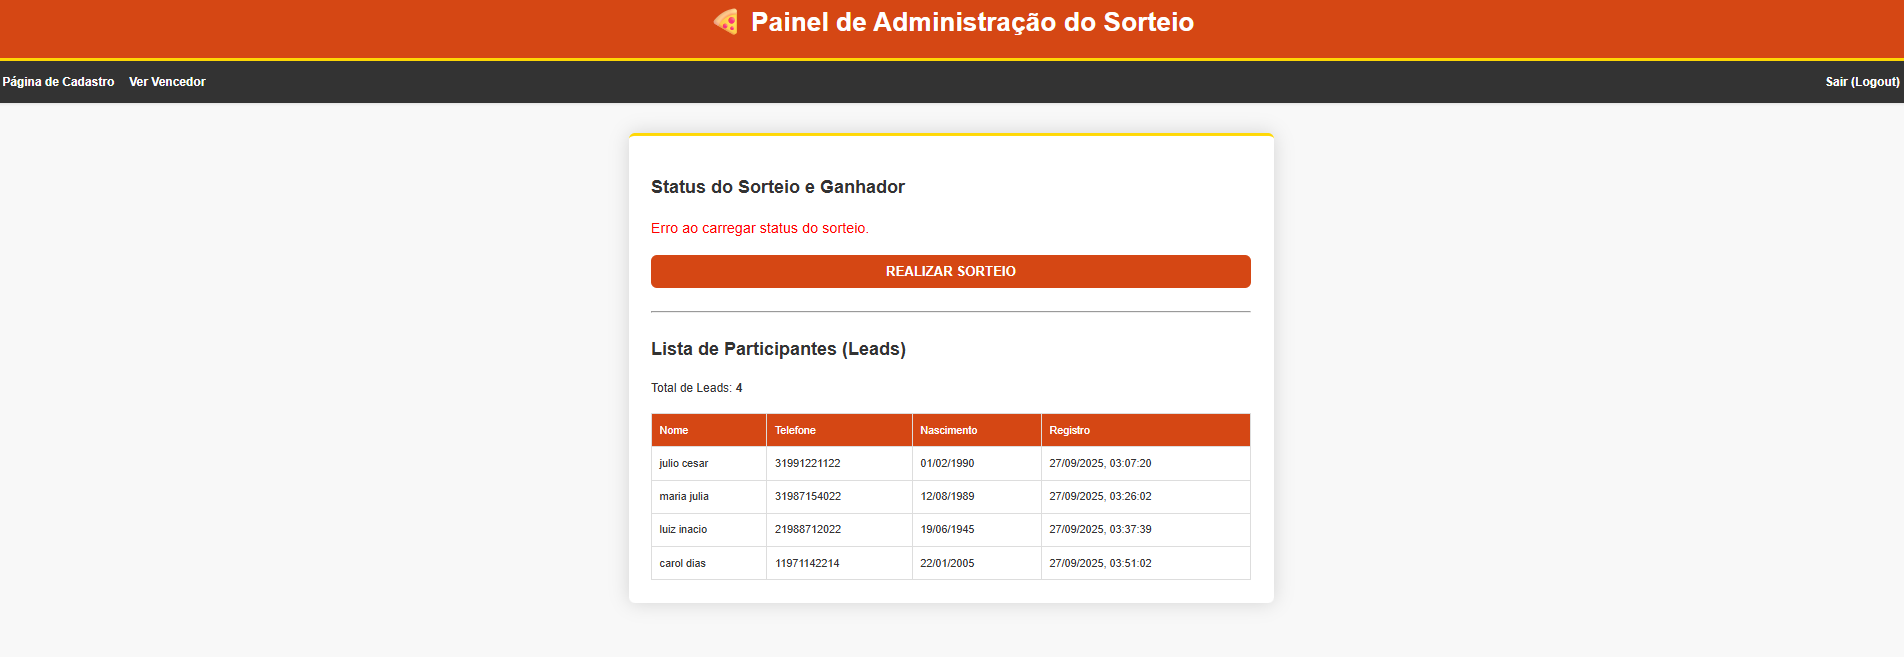 🍕 Painel de Administração do Sorteio
Página de Cadastro Ver Vencedor Sair (Logout)
Status do Sorteio e Ganhador
Erro ao carregar status do sorteio.
REALIZAR SORTEIO
Lista de Participantes (Leads)
Total de Leads: 4
Nome Telefone Nascimento Registro
julio cesar 31991221122 01/02/1990 27/09/2025, 03:07:20
maria julia 31987154022 12/08/1989 27/09/2025, 03:26:02
luiz inacio 21988712022 19/06/1945 27/09/2025, 03:37:39
carol dias 11971142214 22/01/2005 27/09/2025, 03:51:02